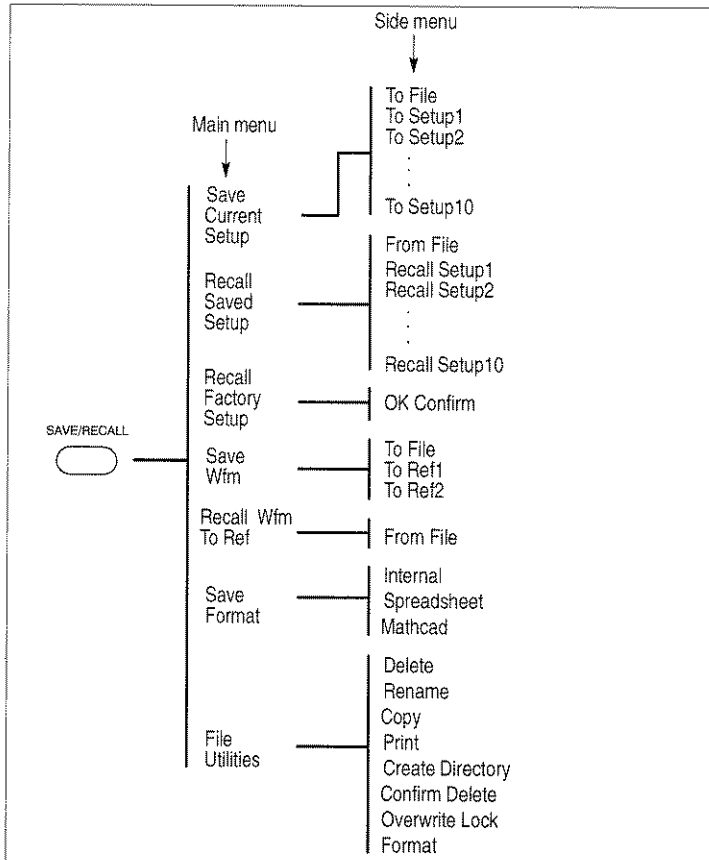 Side menu
Main menu
SAVE/RECALL
Save
Current
Setup
To File
To Setup1
To Setup2
.
.
.
To Setup10
Recall
Saved
Setup
From File
Recall Setup1
Recall Setup2
.
.
.
Recall Setup10
Recall
Factory
Setup
OK Confirm
Save
Wfm
To File
To Ref1
To Ref2
Recall Wfm
To Ref
From File
Save
Format
Internal
Spreadsheet
Mathcad
File
Utilities
Delete
Rename
Copy
Print
Create Directory
Confirm Delete
Overwrite Lock
Format